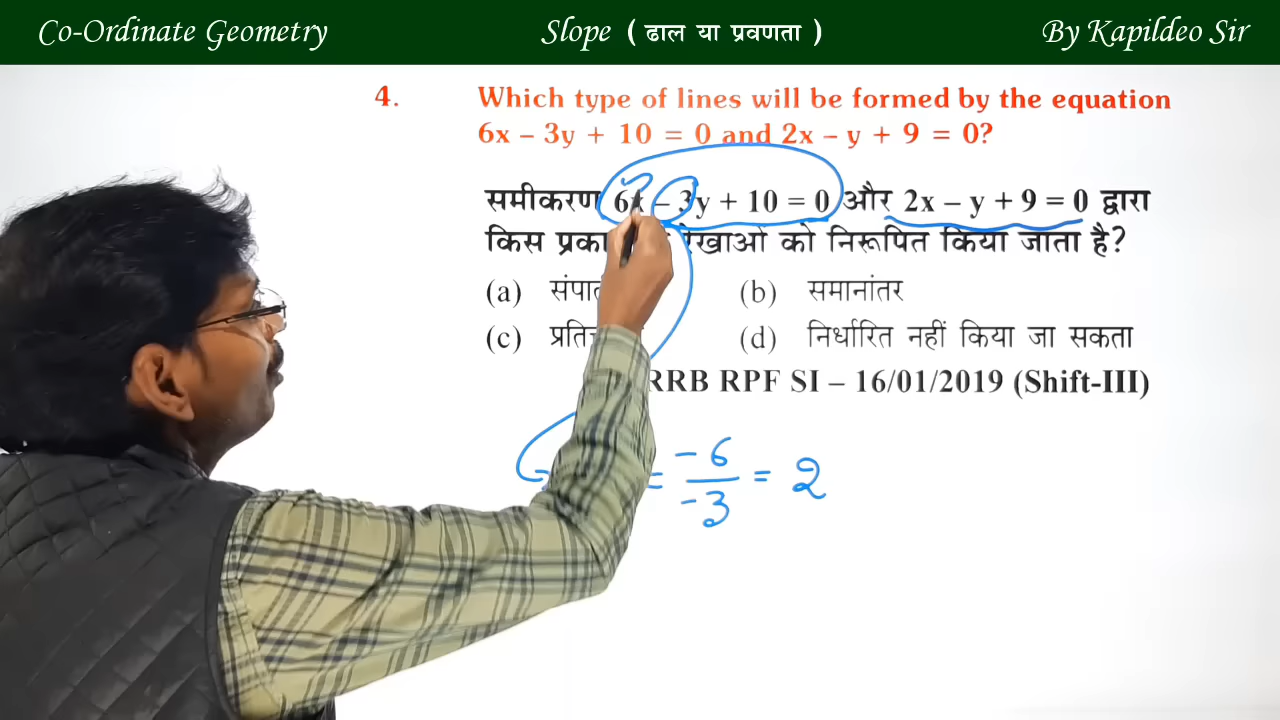 Co-Ordinate Geometry Slope ( ढाल या प्रवणता ) By Kapildeo Sir
4. Which type of lines will be formed by the equation
6x – 3y + 10 = 0 and 2x – y + 9 = 0?
समीकरण 6x – 3y + 10 = 0 और 2x – y + 9 = 0 द्वारा
किस रेखाओं को निरूपित किया जाता है?
(a) (b) समानांतर
(c) (d) निर्धारित नहीं किया जा सकता
RRB RPF SI – 16/01/2019 (Shift-III)
= -6/-3 = 2